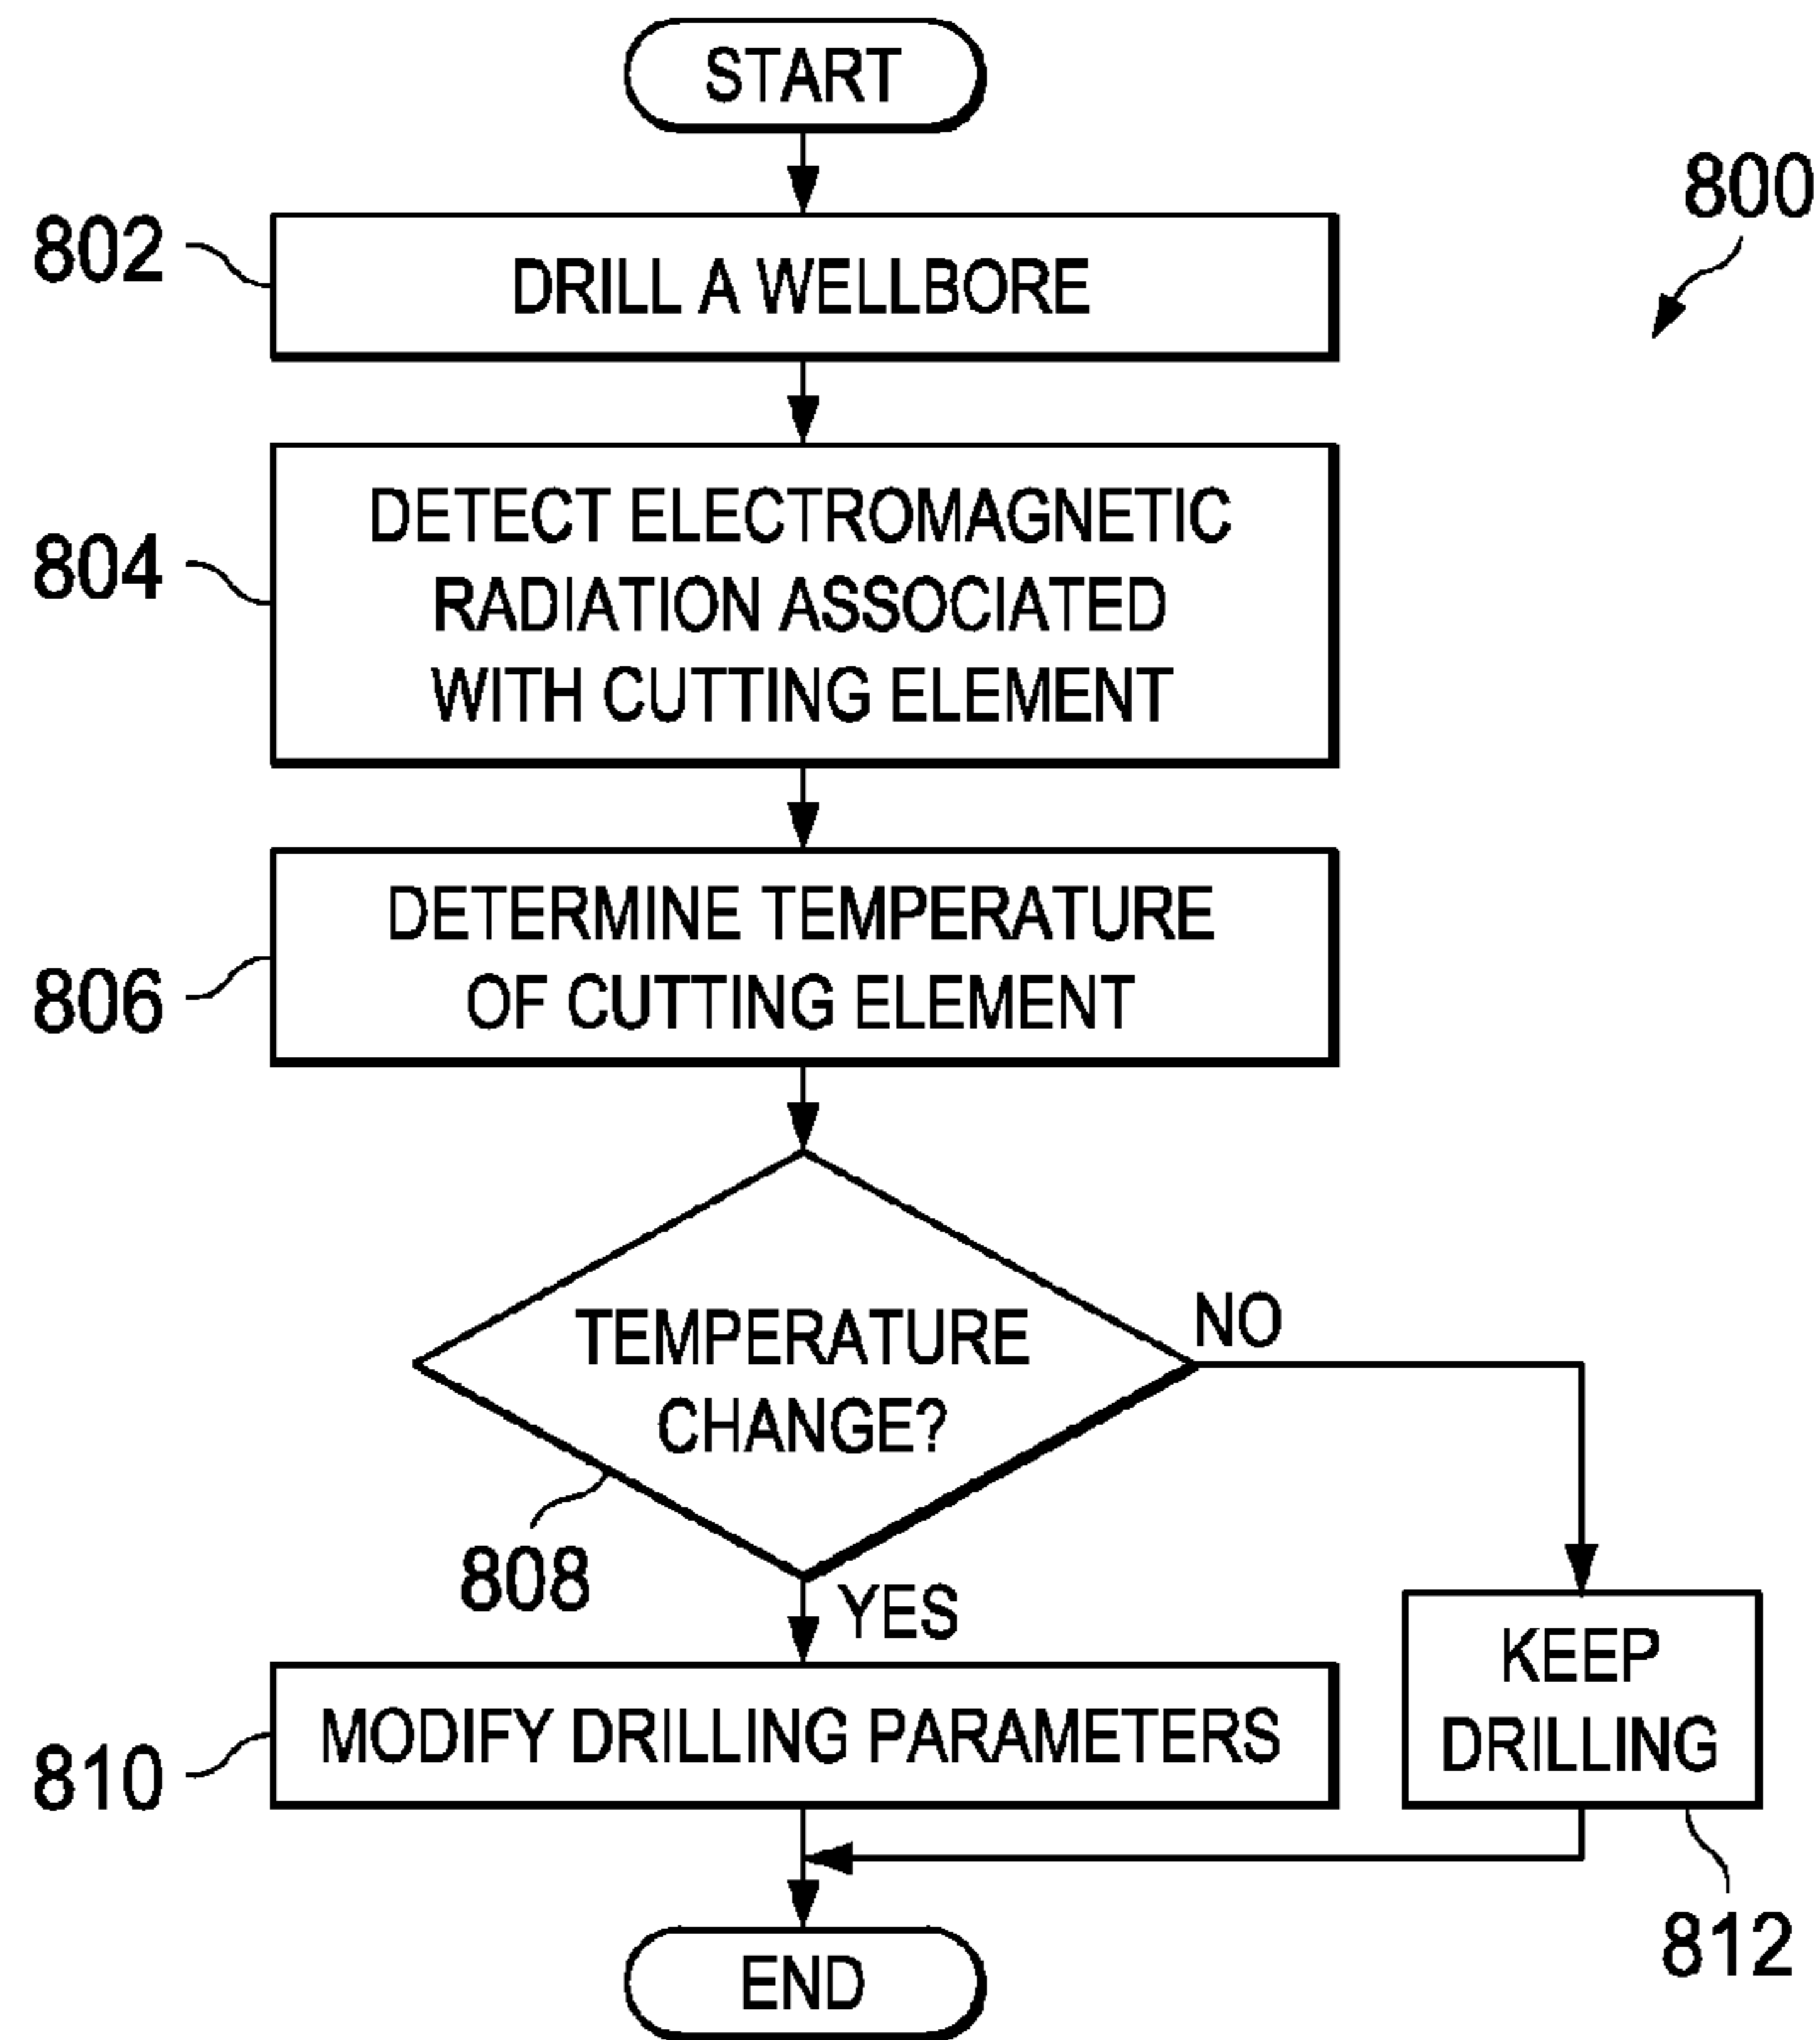 START
800
802
DRILL A WELLBORE
804
DETECT ELECTROMAGNETIC
RADIATION ASSOCIATED
WITH CUTTING ELEMENT
806
DETERMINE TEMPERATURE
OF CUTTING ELEMENT
TEMPERATURE
CHANGE?
NO
808
YES
810
MODIFY DRILLING PARAMETERS
KEEP
DRILLING
812
END